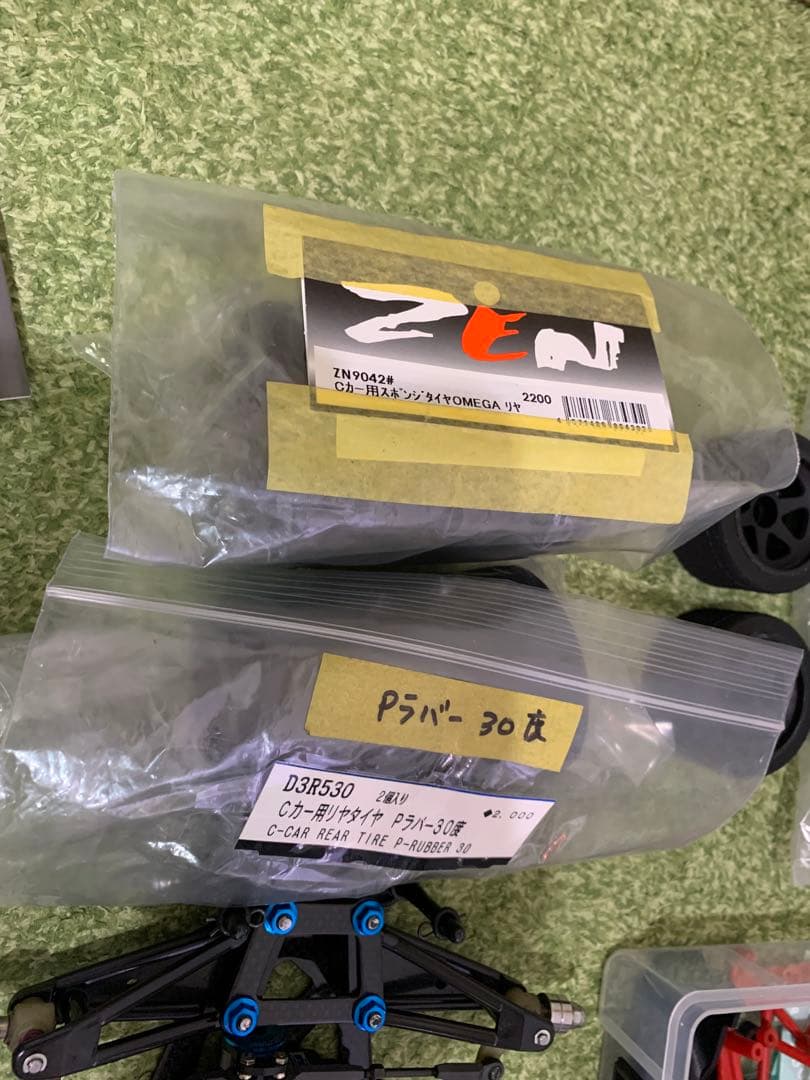 ZEN
ZN9042#
Cカー用スポンジタイヤOMEGA リヤ
2200
Pラバー 30度
D3R530 2個入り
Cカー用リヤタイヤ Pラバー30度
◆2,000
C-CAR REAR TIRE P-RUBBER 30